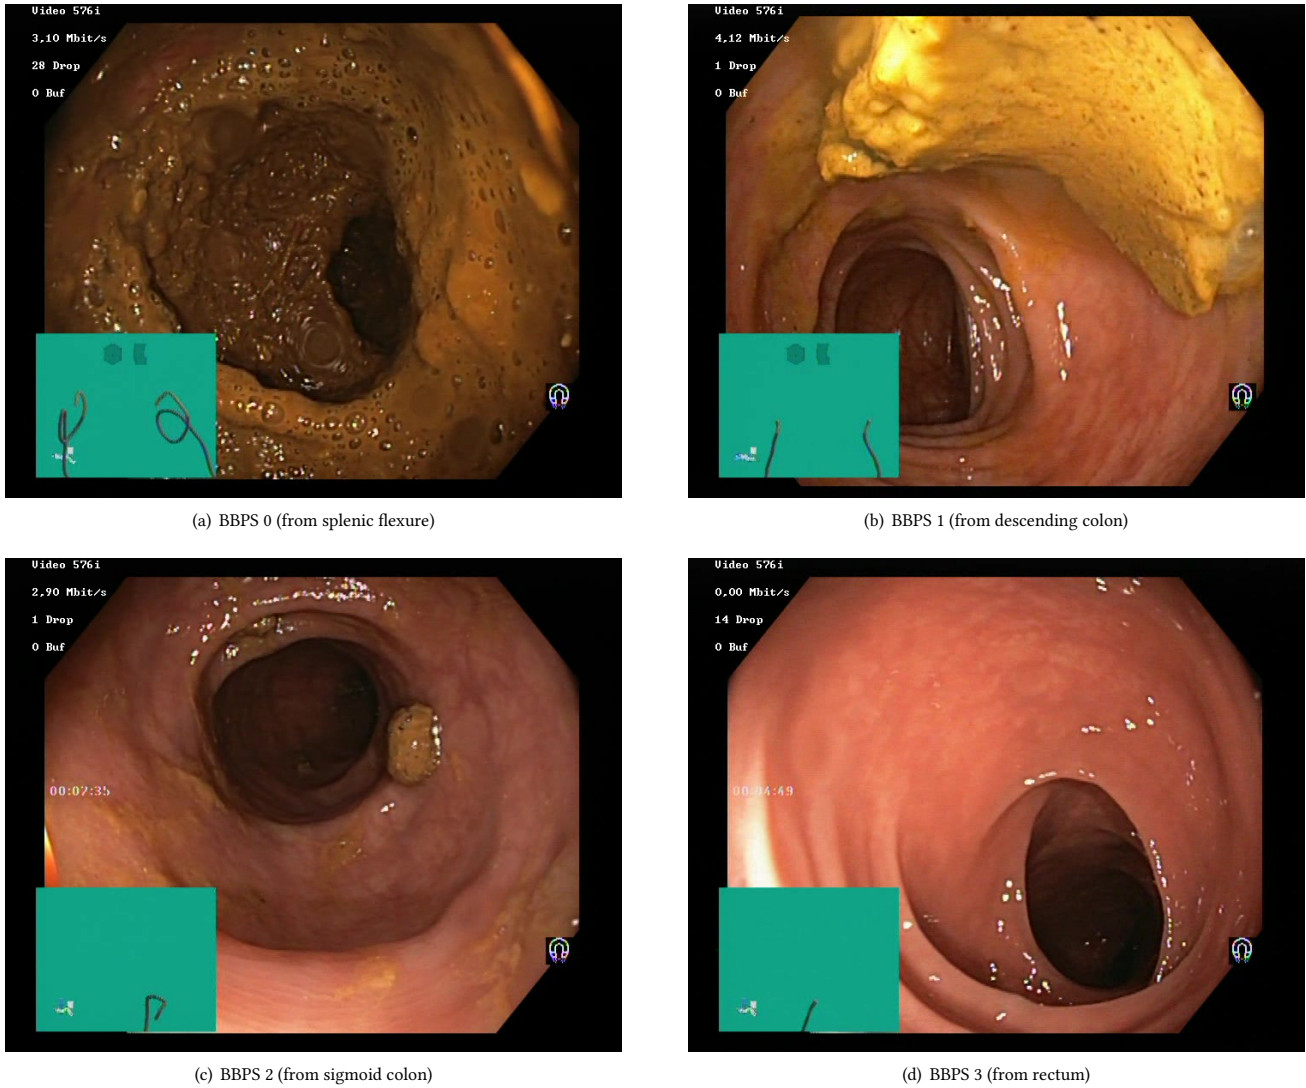 Video 576i
3,10 Mbit/s
28 Drop
0 Buf
Video 576i
4,12 Mbit/s
1 Drop
0 Buf
(a) BBPS 0 (from splenic flexure)
(b) BBPS 1 (from descending colon)
Video 576i
2,90 Mbit/s
1 Drop
0 Buf
00:02:35
Video 576i
0,00 Mbit/s
14 Drop
0 Buf
00:04:49
(c) BBPS 2 (from sigmoid colon)
(d) BBPS 3 (from rectum)